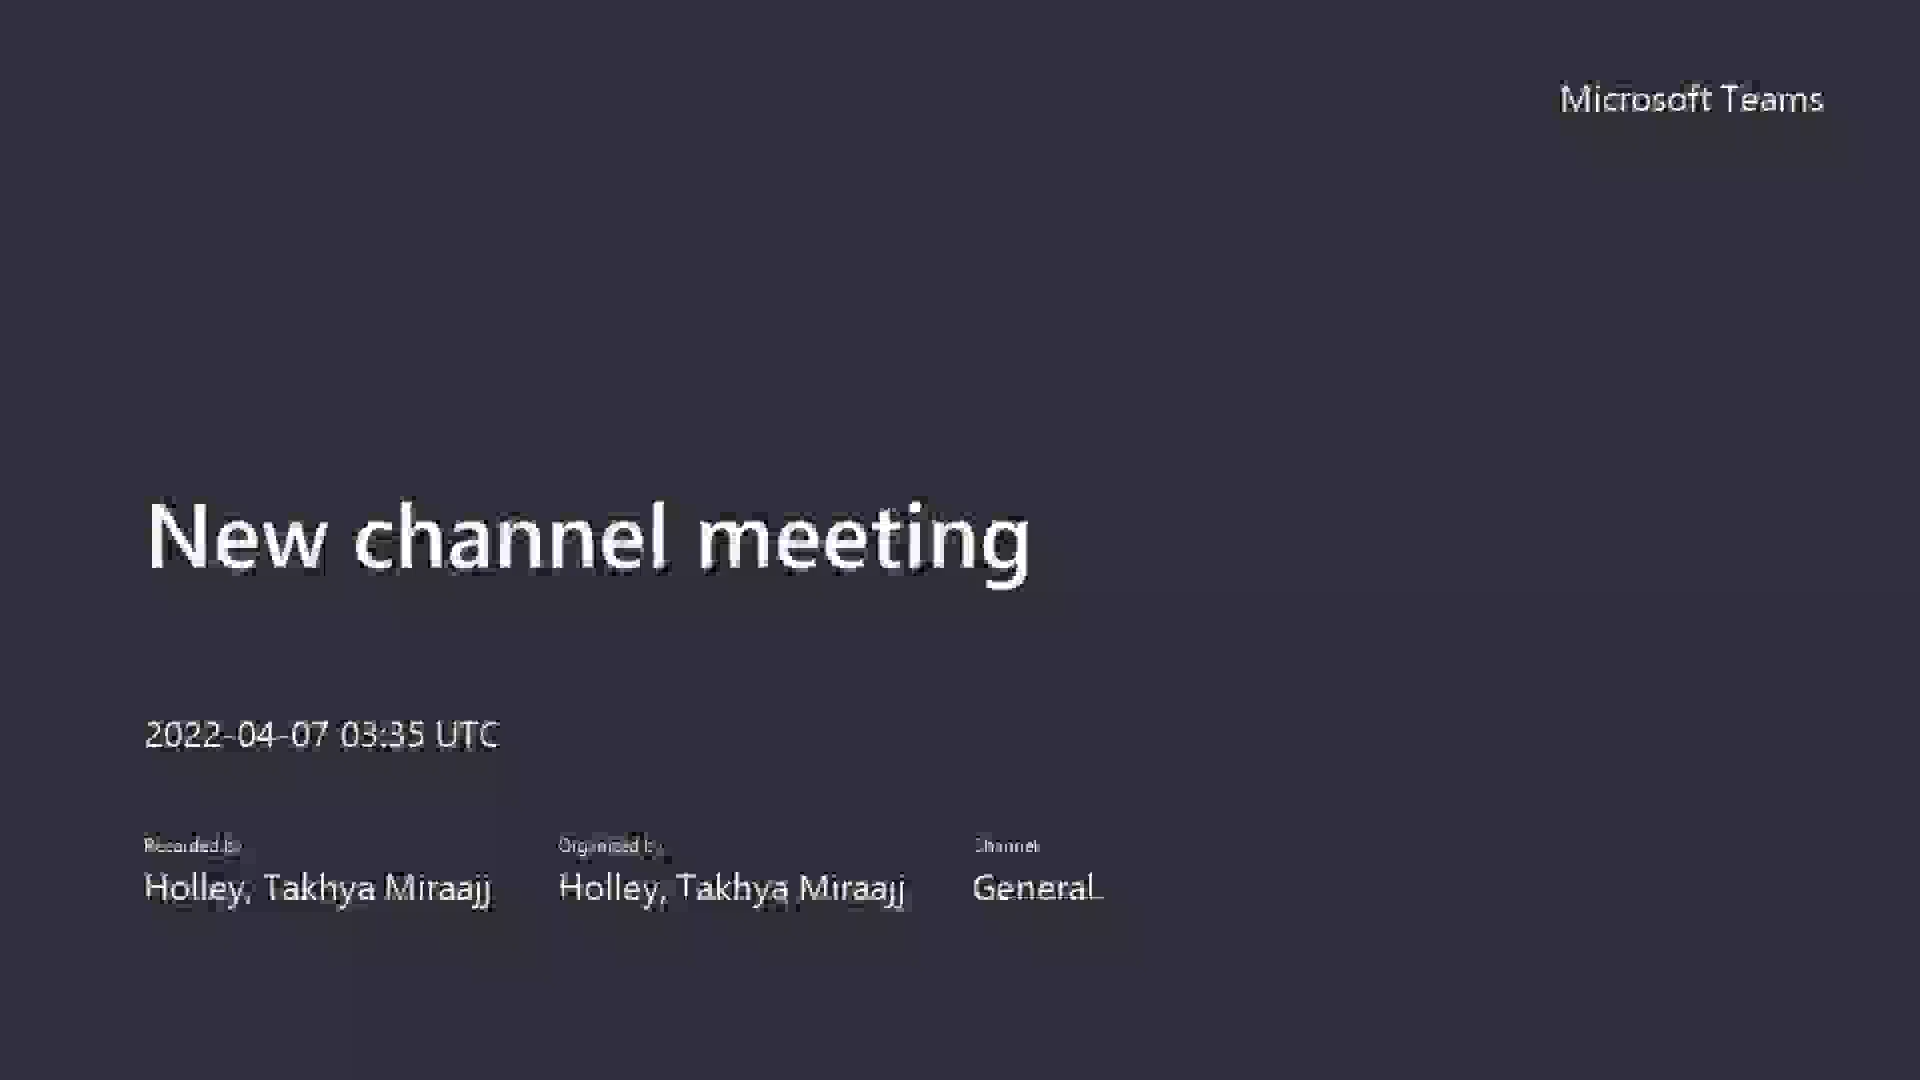 Microsoft Teams
New channel meeting
2022-04-07 03:35 UTC
Recorded by Organized by Channel
Holley, Takhya Miraajj Holley, Takhya Miraajj General